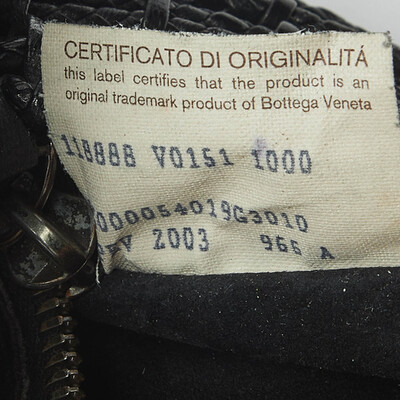 CERTIFICATO DI ORIGINALITÁ
this label certifies that the product is an
original trademark product of Bottega Veneta
118888 V0151 1000
000054019G3010
2003 966 A